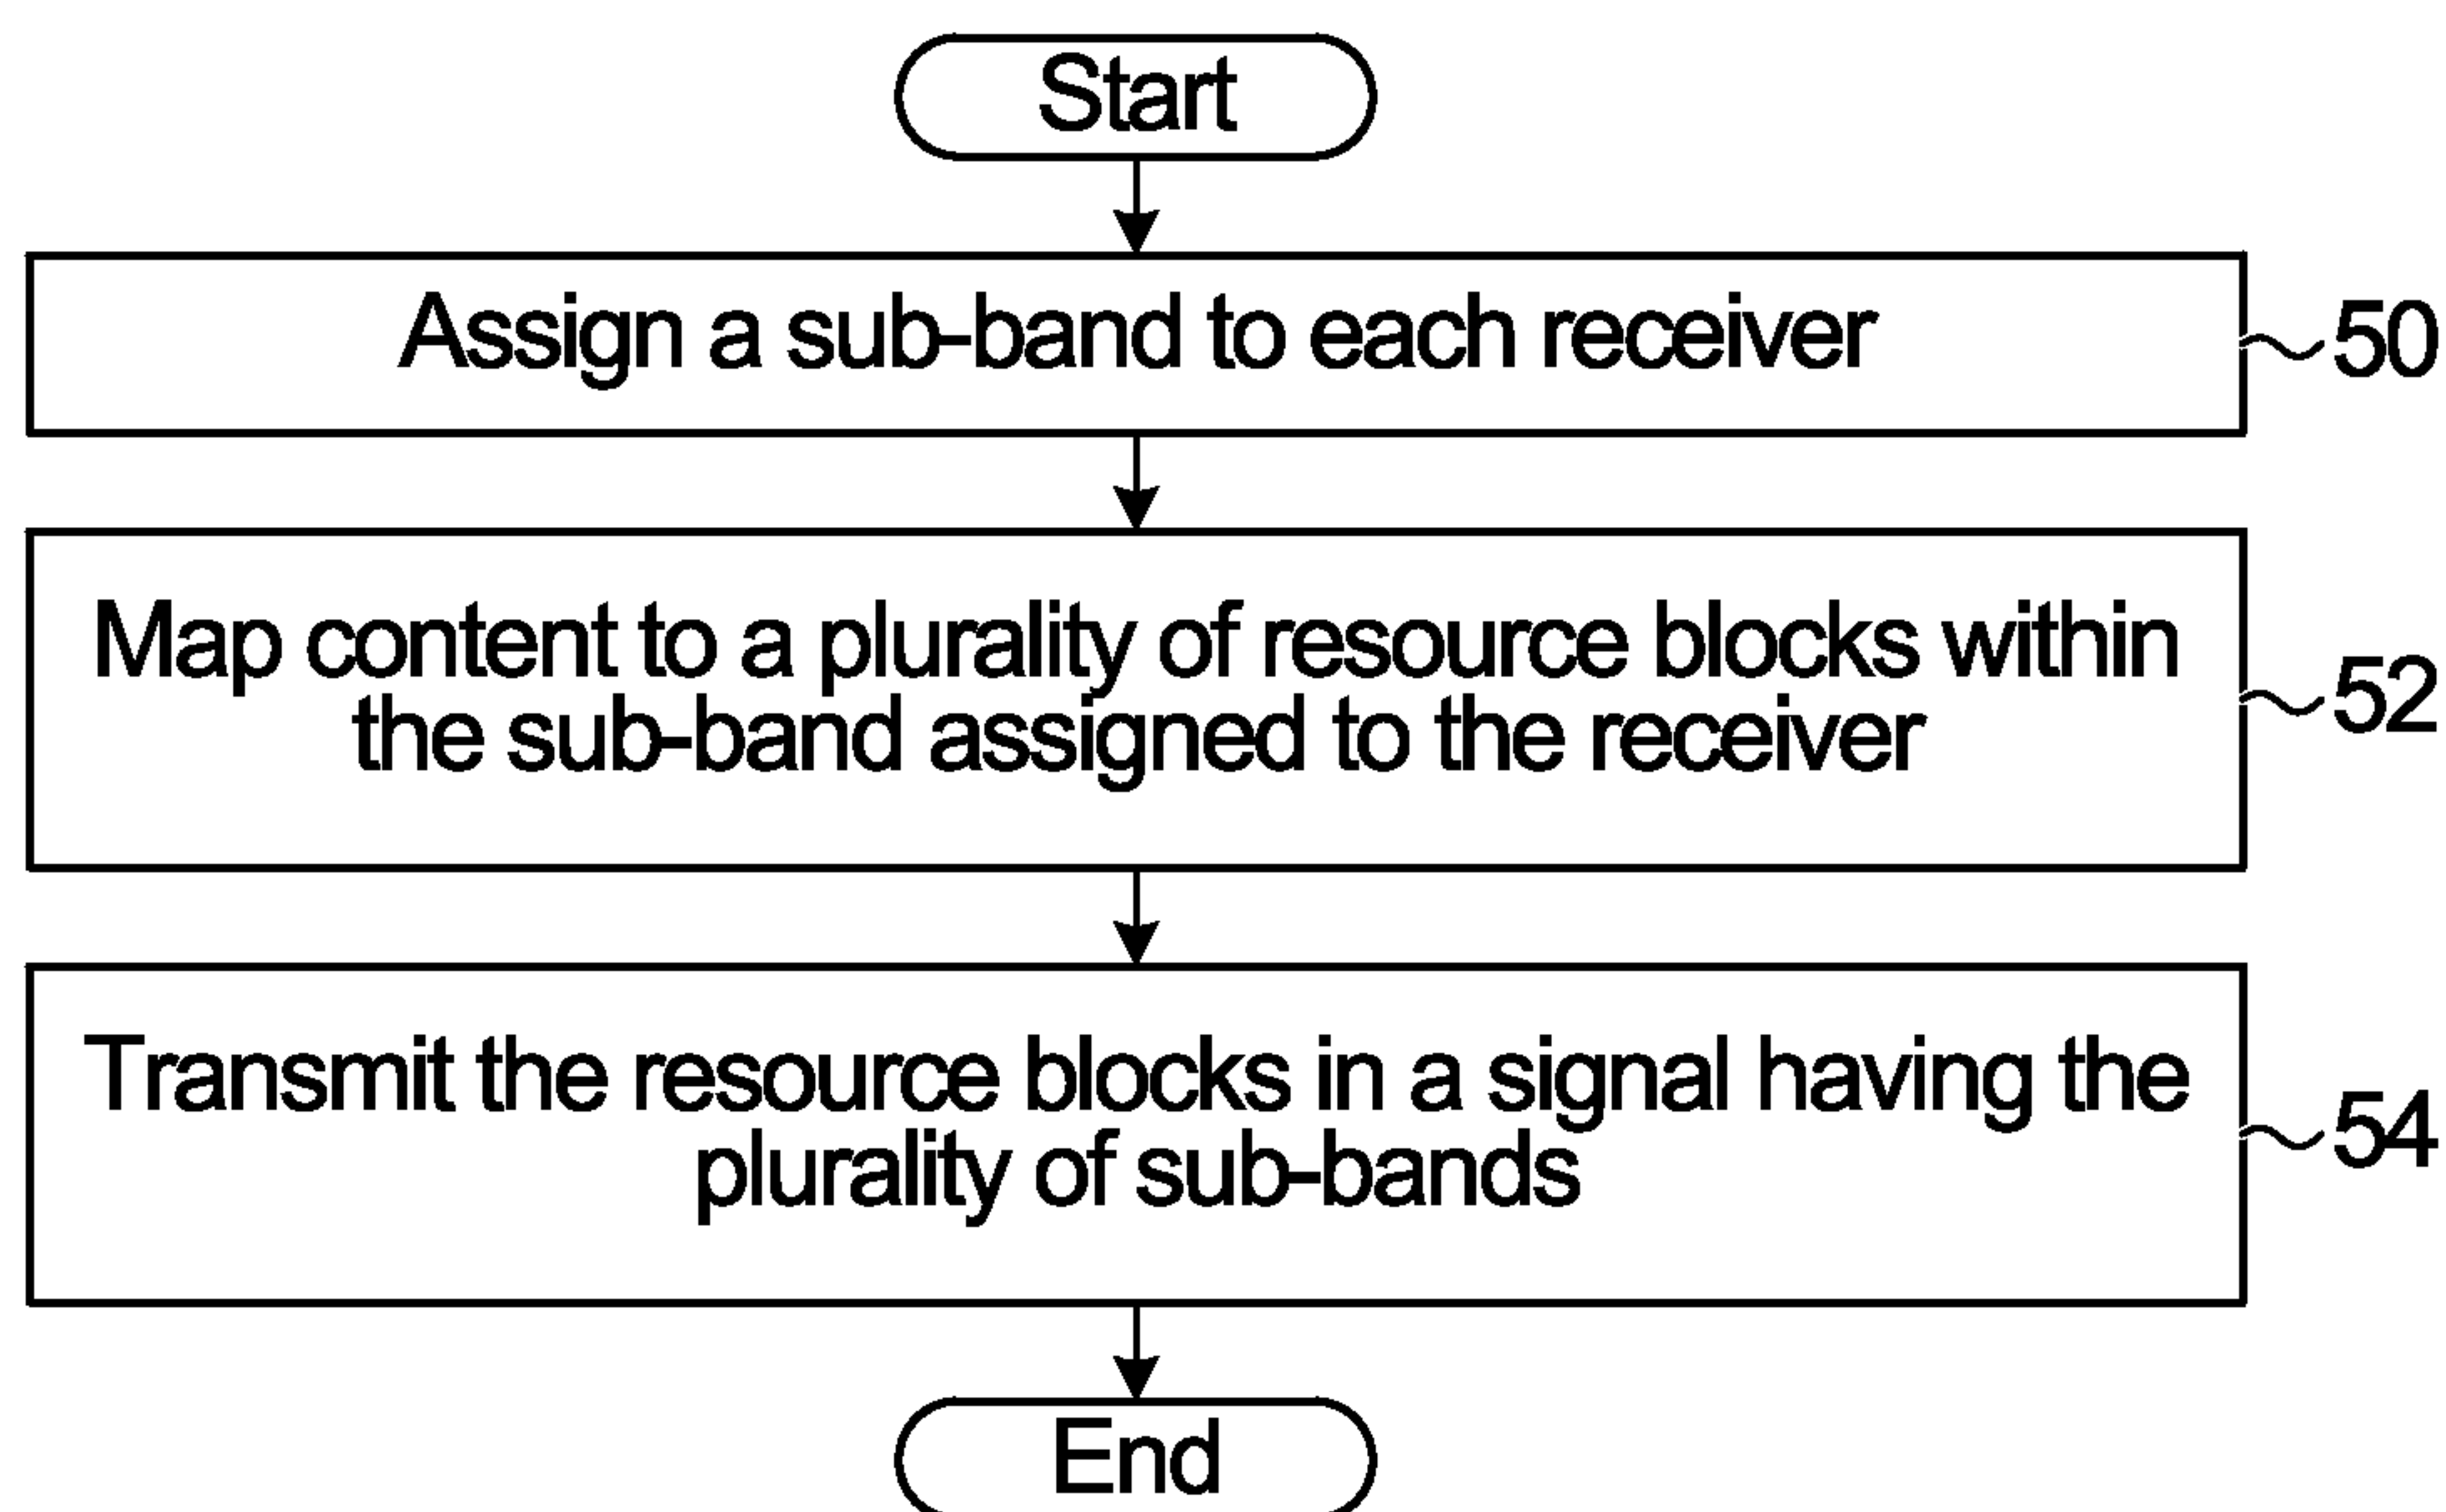 Start
Assign a sub-band to each receiver
50
Map content to a plurality of resource blocks within
the sub-band assigned to the receiver
52
Transmit the resource blocks in a signal having the
plurality of sub-bands
54
End